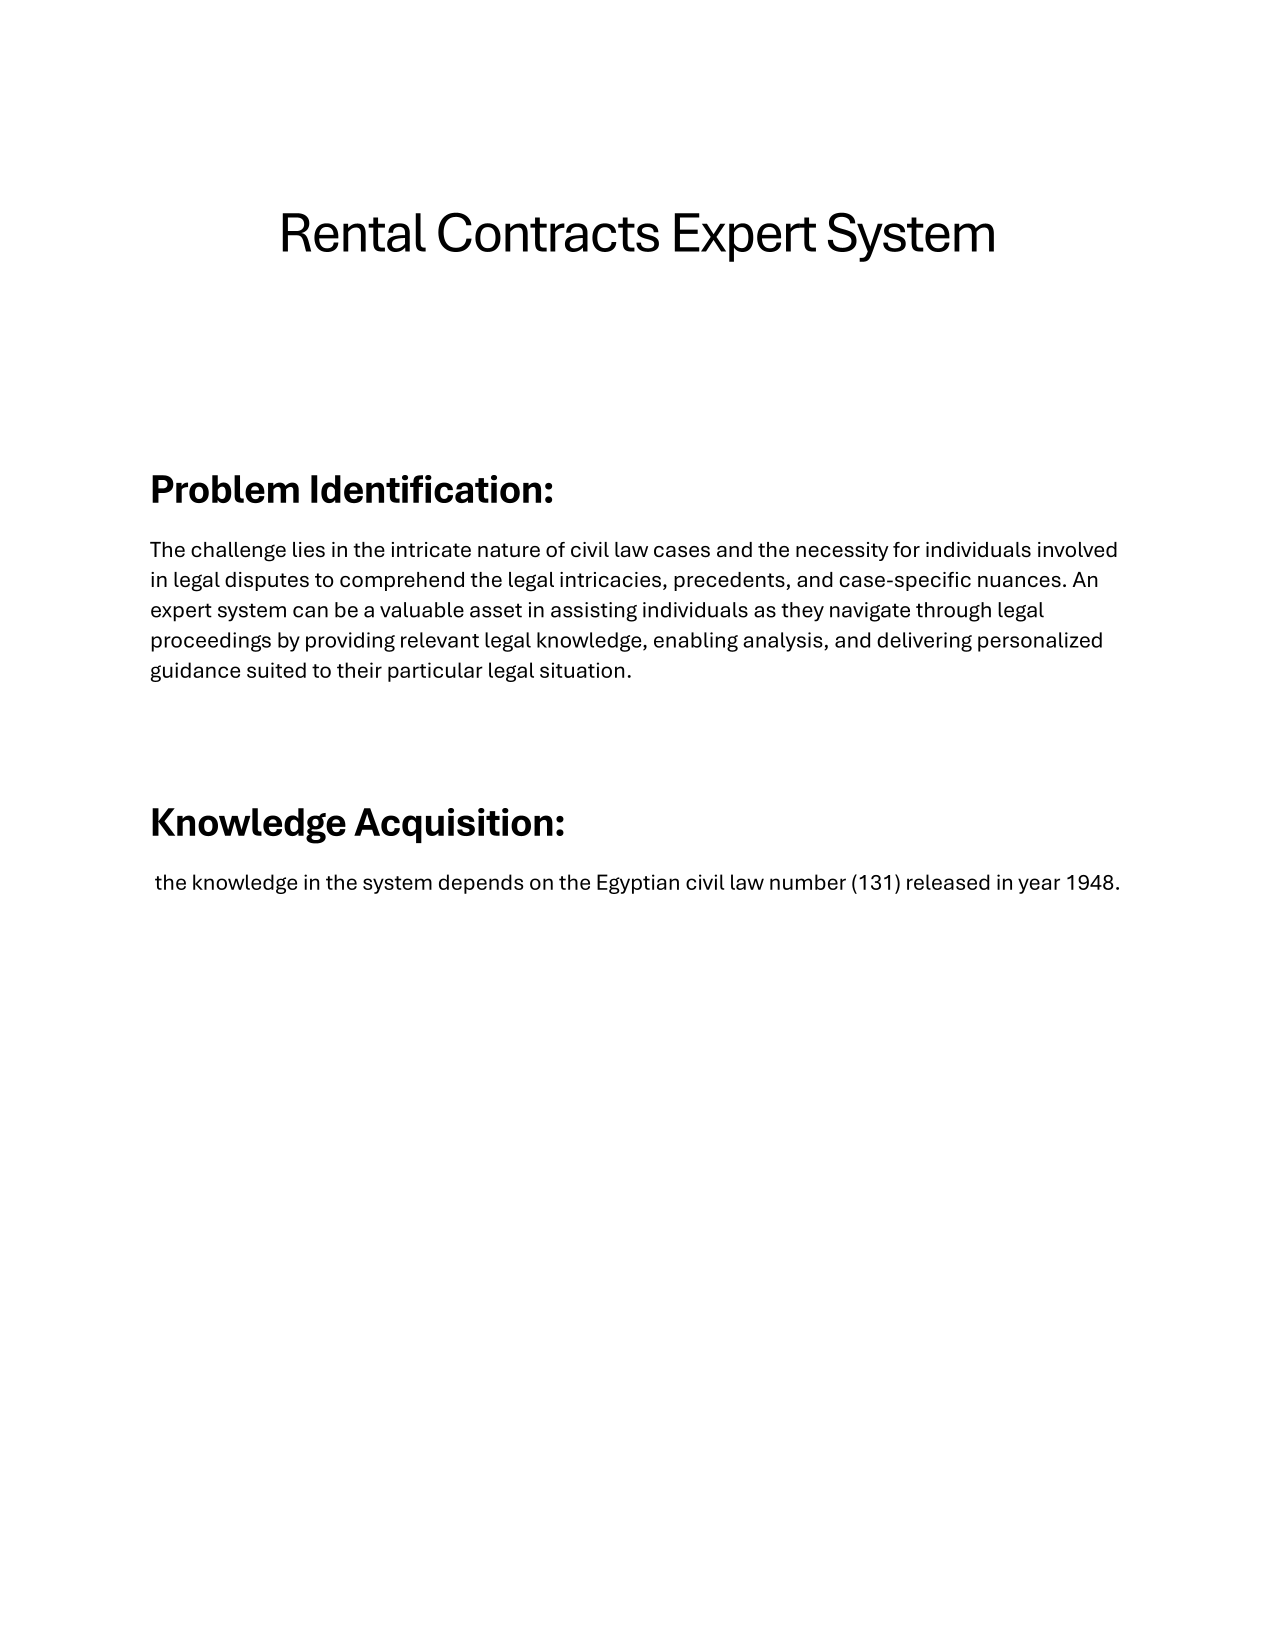 Rental Contracts Expert System
Problem Identification:
The challenge lies in the intricate nature of civil law cases and the necessity for individuals involved
in legal disputes to comprehend the legal intricacies, precedents, and case-specific nuances. An
expert system can be a valuable asset in assisting individuals as they navigate through legal
proceedings by providing relevant legal knowledge, enabling analysis, and delivering personalized
guidance suited to their particular legal situation.
Knowledge Acquisition:
the knowledge in the system depends on the Egyptian civil law number (131) released in year 1948.